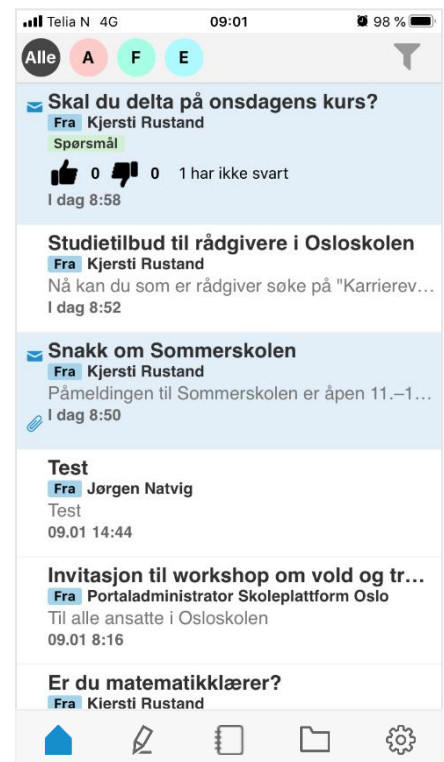 Telia N 4G 09:01 98 %
Alle A F E
Skal du delta på onsdagens kurs?
Fra Kjersti Rustand
Spørsmål
0 0 1 har ikke svart
I dag 8:58
Studietilbud til rådgivere i Osloskolen
Fra Kjersti Rustand
Nå kan du som er rådgiver søke på "Karrierev...
I dag 8:52
Snakk om Sommerskolen
Fra Kjersti Rustand
Påmeldingen til Sommerskolen er åpen 11.–1...
I dag 8:50
Test
Fra Jørgen Natvig
Test
09.01 14:44
Invitasjon til workshop om vold og tr...
Fra Portaladministrator Skoleplattform Oslo
Til alle ansatte i Osloskolen
09.01 8:16
Er du matematikklærer?
Fra Kjersti Rustand